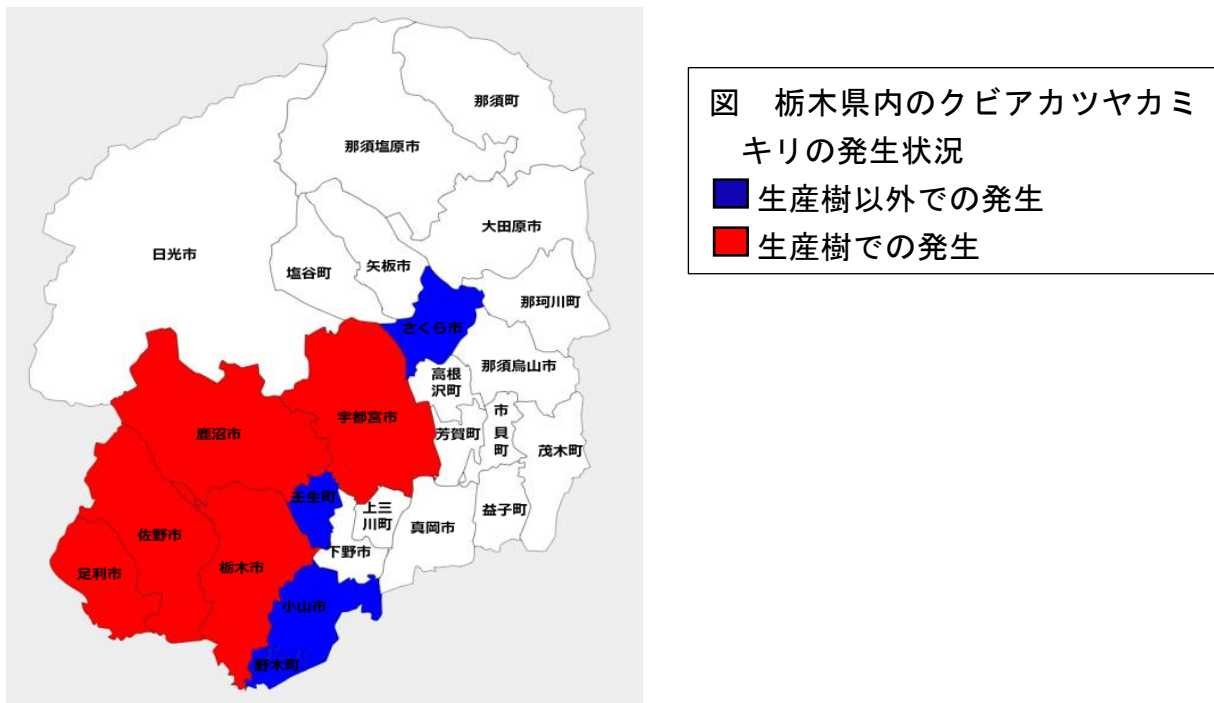 那須町
那須塩原市
大田原市
日光市
塩谷町
矢板市
那珂川町
さくら市
那須烏山市
高根
沢町
宇都宮市
市
貝
町
芳賀町
茂木町
鹿沼市
壬生町
上三
川町
真岡市
益子町
佐野市
下野市
栃木市
足利市
小山市
野木町
図 栃木県内のクビアカツヤカミ
キリの発生状況
生産樹以外での発生
生産樹での発生